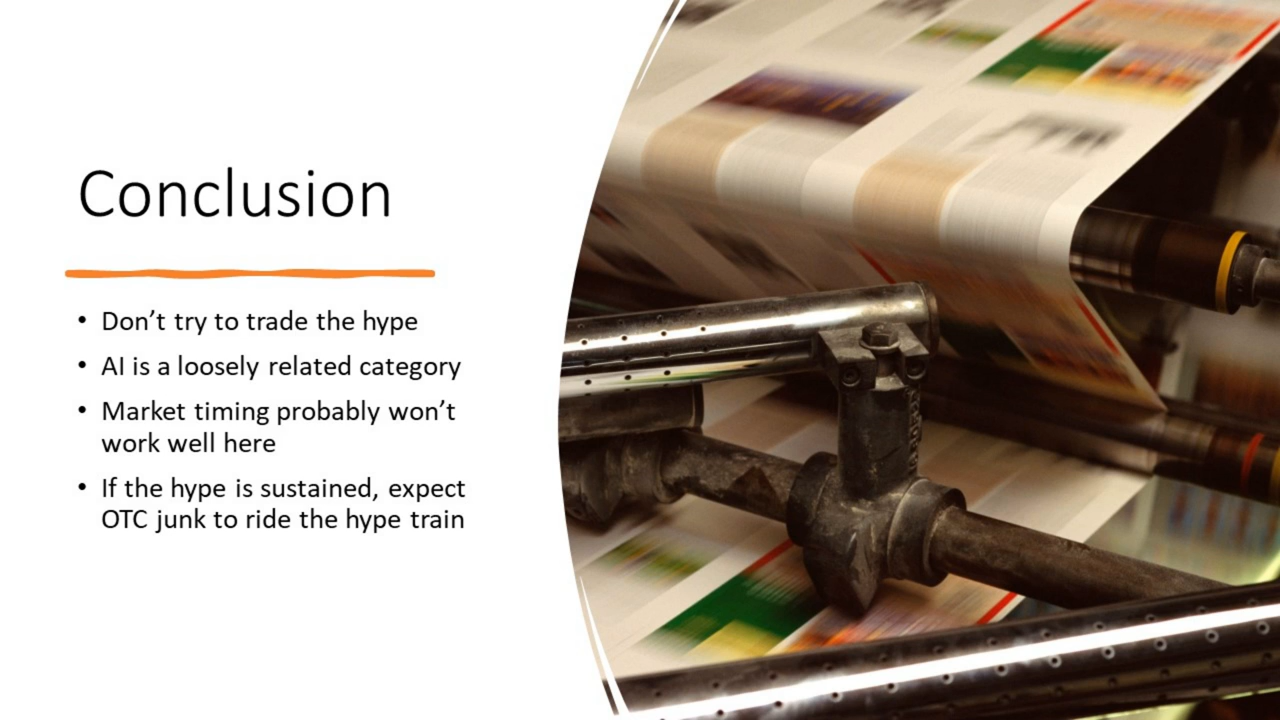 Conclusion
• Don’t try to trade the hype
• AI is a loosely related category
• Market timing probably won’t
work well here
• If the hype is sustained, expect
OTC junk to ride the hype train